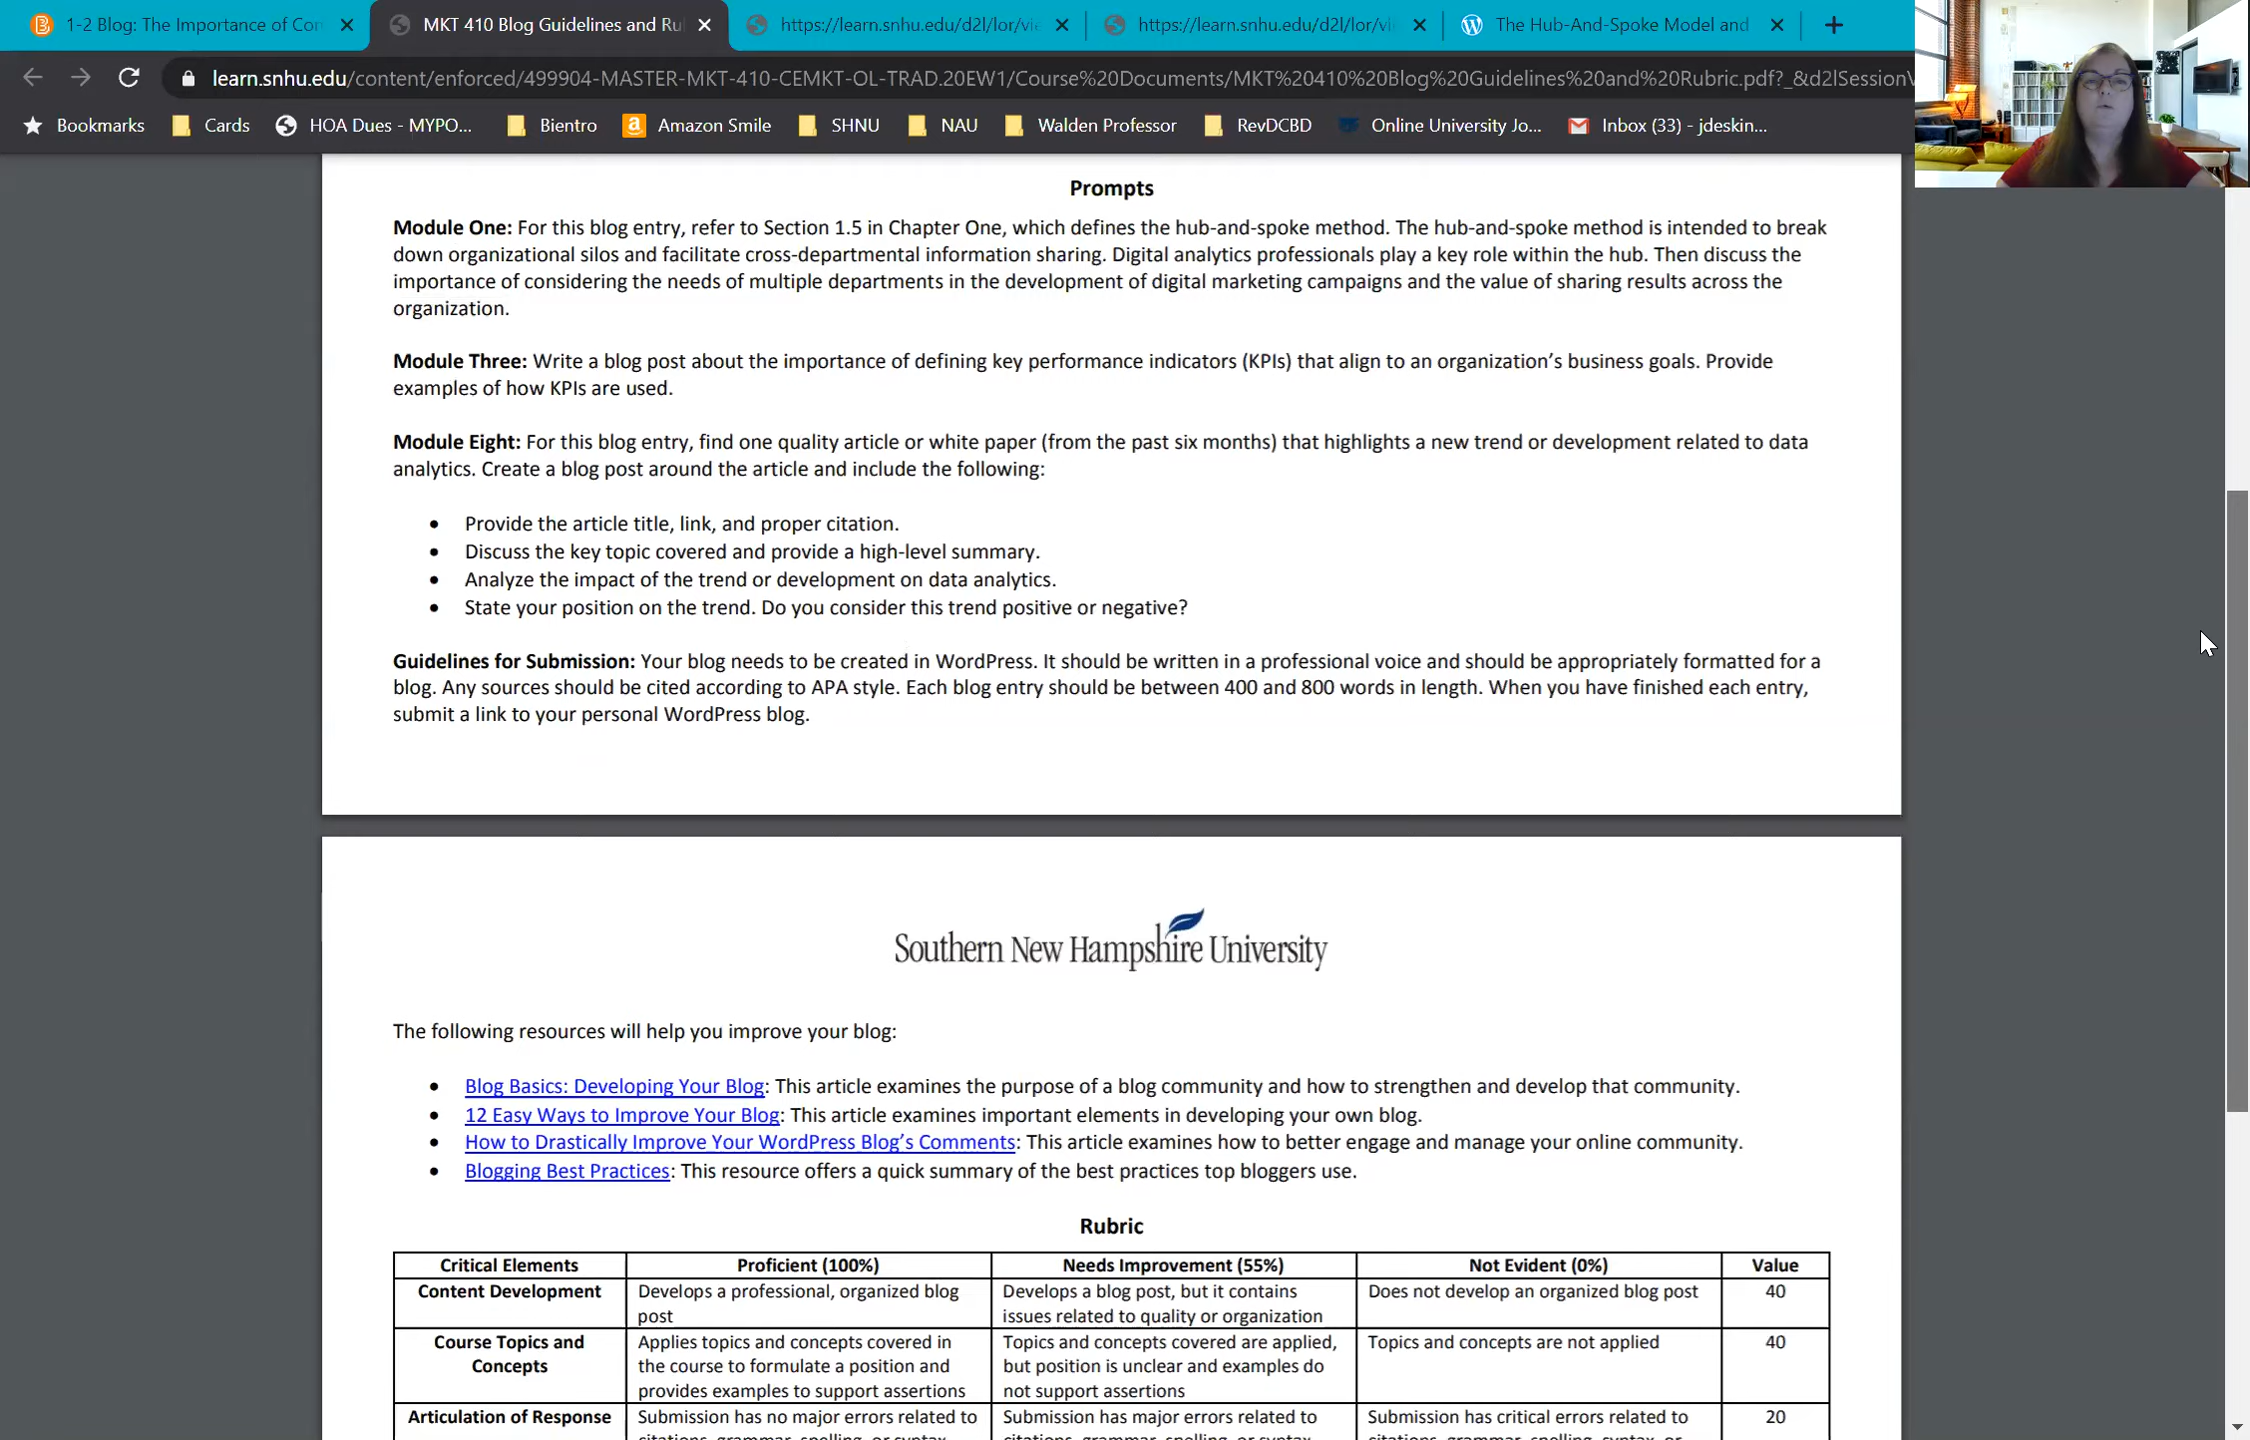 1-2 Blog: The Importance of Con
MKT 410 Blog Guidelines and Ru
https://learn.snhu.edu/d2l/lor/vie
https://learn.snhu.edu/d2l/lor/vi
The Hub-And-Spoke Model and
learn.snhu.edu/content/enforced/499904-MASTER-MKT-410-CEMKT-OL-TRAD.20EW1/Course%20Documents/MKT%20410%20Blog%20Guidelines%20and%20Rubric.pdf?_&d2lSessionV
Bookmarks Cards HOA Dues - MYPO... Bientro Amazon Smile SHNU NAU Walden Professor RevDCBD Online University Jo... Inbox (33) - jdeskin...
Prompts
Module One: For this blog entry, refer to Section 1.5 in Chapter One, which defines the hub-and-spoke method. The hub-and-spoke method is intended to break
down organizational silos and facilitate cross-departmental information sharing. Digital analytics professionals play a key role within the hub. Then discuss the
importance of considering the needs of multiple departments in the development of digital marketing campaigns and the value of sharing results across the
organization.
Module Three: Write a blog post about the importance of defining key performance indicators (KPIs) that align to an organization's business goals. Provide
examples of how KPIs are used.
Module Eight: For this blog entry, find one quality article or white paper (from the past six months) that highlights a new trend or development related to data
analytics. Create a blog post around the article and include the following:
• Provide the article title, link, and proper citation.
• Discuss the key topic covered and provide a high-level summary.
• Analyze the impact of the trend or development on data analytics.
• State your position on the trend. Do you consider this trend positive or negative?
Guidelines for Submission: Your blog needs to be created in WordPress. It should be written in a professional voice and should be appropriately formatted for a
blog. Any sources should be cited according to APA style. Each blog entry should be between 400 and 800 words in length. When you have finished each entry,
submit a link to your personal WordPress blog.
Southern New Hampshire University
The following resources will help you improve your blog:
• Blog Basics: Developing Your Blog: This article examines the purpose of a blog community and how to strengthen and develop that community.
• 12 Easy Ways to Improve Your Blog: This article examines important elements in developing your own blog.
• How to Drastically Improve Your WordPress Blog's Comments: This article examines how to better engage and manage your online community.
• Blogging Best Practices: This resource offers a quick summary of the best practices top bloggers use.
Rubric
Critical Elements Proficient (100%) Needs Improvement (55%) Not Evident (0%) Value
Content Development Develops a professional, organized blog Develops a blog post, but it contains Does not develop an organized blog post 40
post issues related to quality or organization
Course Topics and Applies topics and concepts covered in Topics and concepts covered are applied, Topics and concepts are not applied 40
Concepts the course to formulate a position and but position is unclear and examples do
provides examples to support assertions not support assertions
Articulation of Response Submission has no major errors related to Submission has major errors related to Submission has critical errors related to 20
citations, grammar, spelling, or syntax, citations, grammar, spelling, or syntax, citations, grammar, spelling, syntax, or